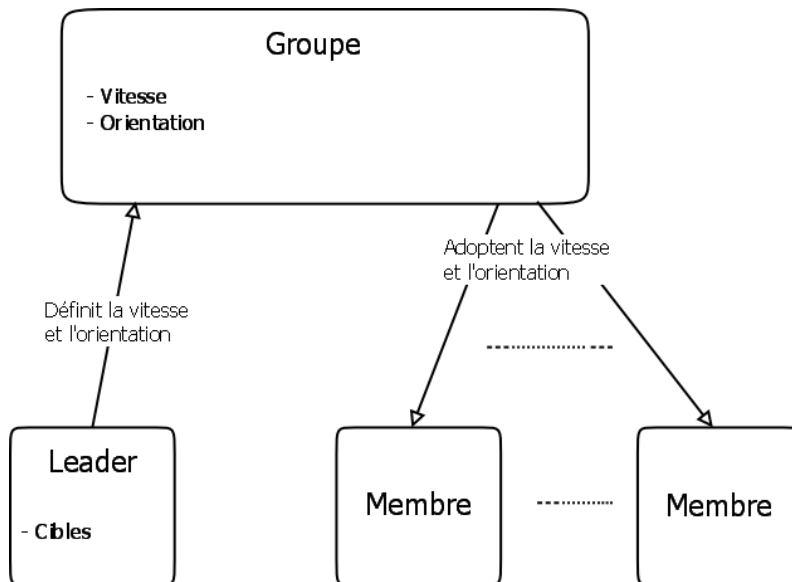 Groupe
- Vitesse
- Orientation
Adoptent la vitesse
et l'orientation
Définit la vitesse
et l'orientation
Leader
- Cibles
Membre
Membre